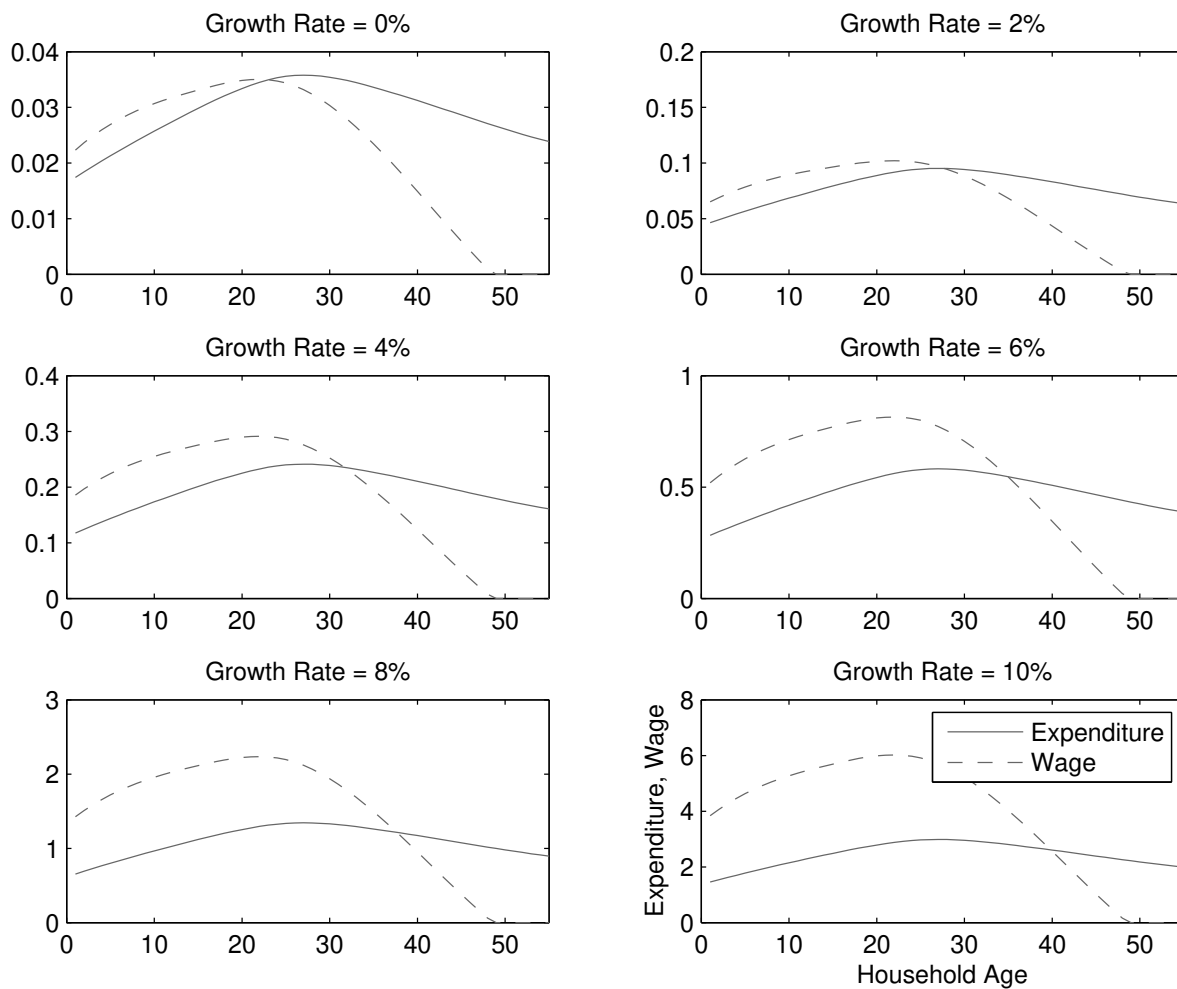 Growth Rate = 0%
0.04
0.03
0.02
0.01
0
0 10 20 30 40 50
Growth Rate = 2%
0.2
0.15
0.1
0.05
0
0 10 20 30 40 50
Growth Rate = 4%
0.4
0.3
0.2
0.1
0
0 10 20 30 40 50
Growth Rate = 6%
1
0.5
0
0 10 20 30 40 50
Growth Rate = 8%
3
2
1
0
0 10 20 30 40 50
Growth Rate = 10%
Expenditure, Wage
8
6
4
2
0
Expenditure
Wage
0 10 20 30 40 50
Household Age